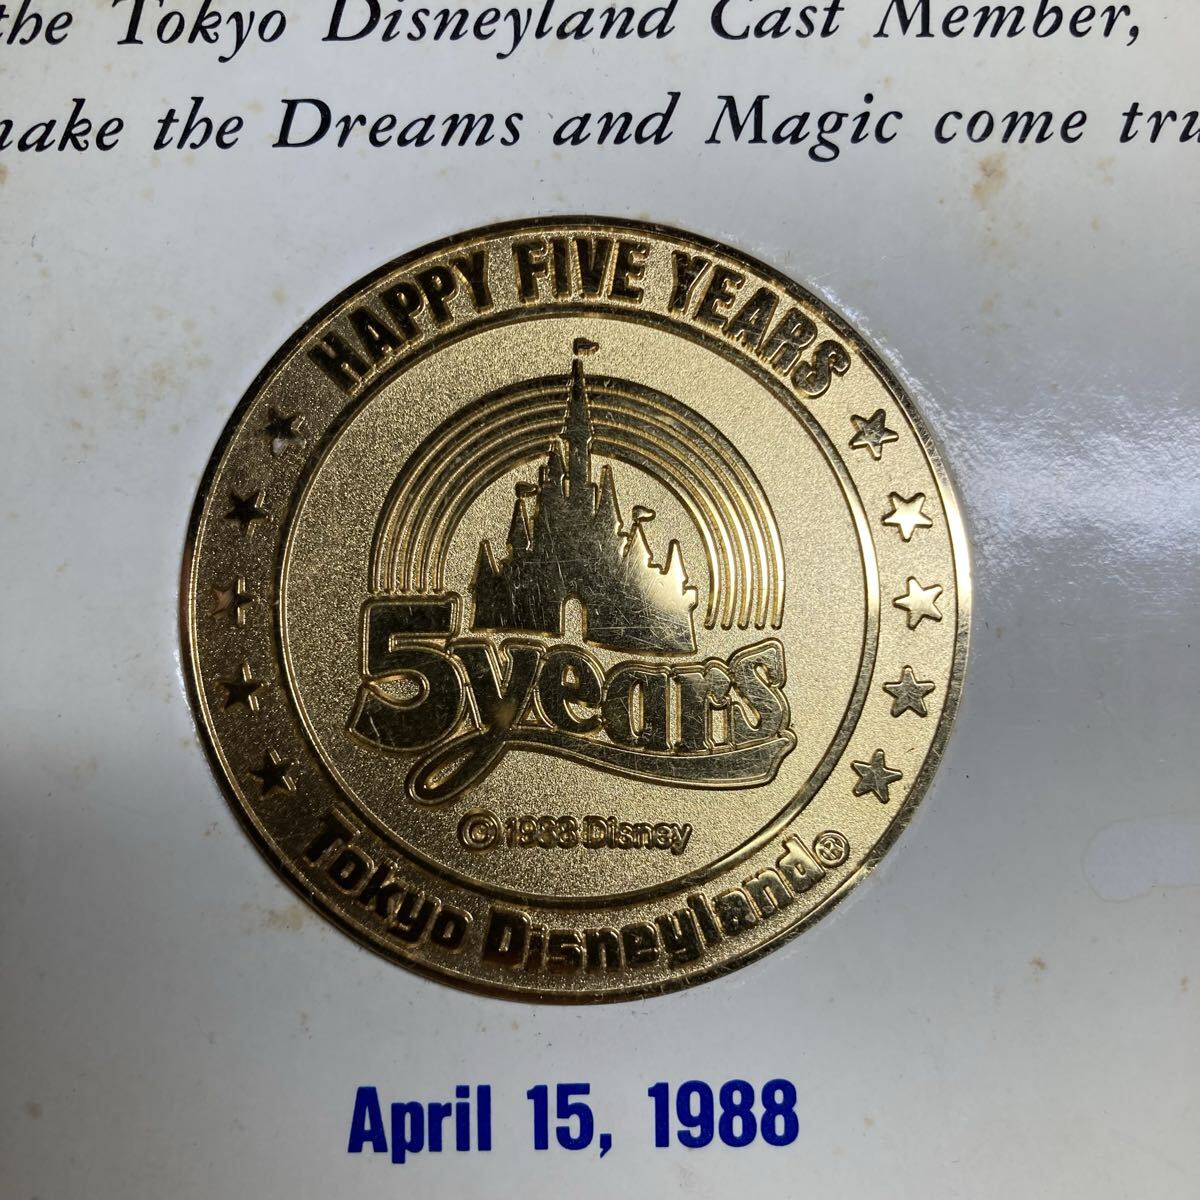 the Tokyo Disneyland Cast Member,
make the Dreams and Magic come tru
HAPPY FIVE YEARS
5years
© 1988 Disney
Tokyo Disneyland®
April 15, 1988